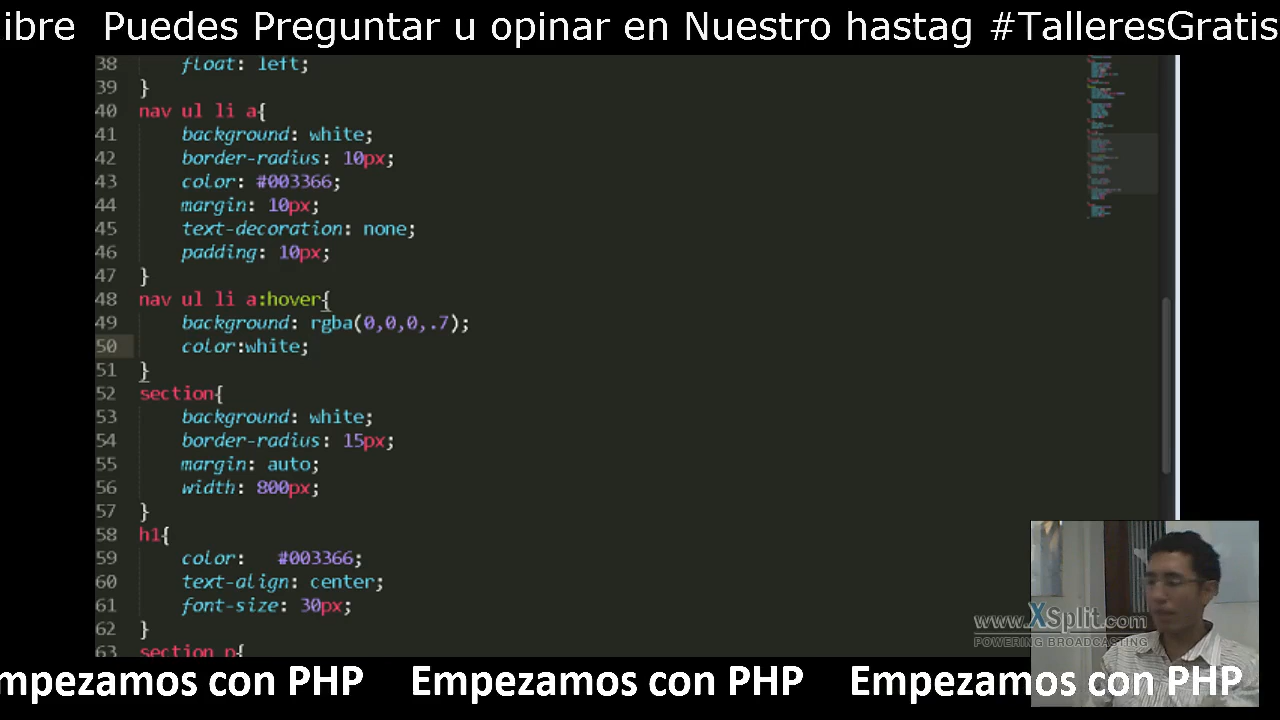 ibre  Puedes Preguntar u opinar en Nuestro hastag #TalleresGratis
38 float: left;
39 }
40 nav ul li a{
41 background: white;
42 border-radius: 10px;
43 color: #003366;
44 margin: 10px;
45 text-decoration: none;
46 padding: 10px;
47 }
48 nav ul li a:hover{
49 background: rgba(0,0,0,.7);
50 color:white;
51 }
52 section{
53 background: white;
54 border-radius: 15px;
55 margin: auto;
56 width: 800px;
57 }
58 h1{
59 color:   #003366;
60 text-align: center;
61 font-size: 30px;
62 }
63 section p{
www.XSplit.com
POWERING BROADCASTING
mpezamos con PHP    Empezamos con PHP    Empezamos con PHP